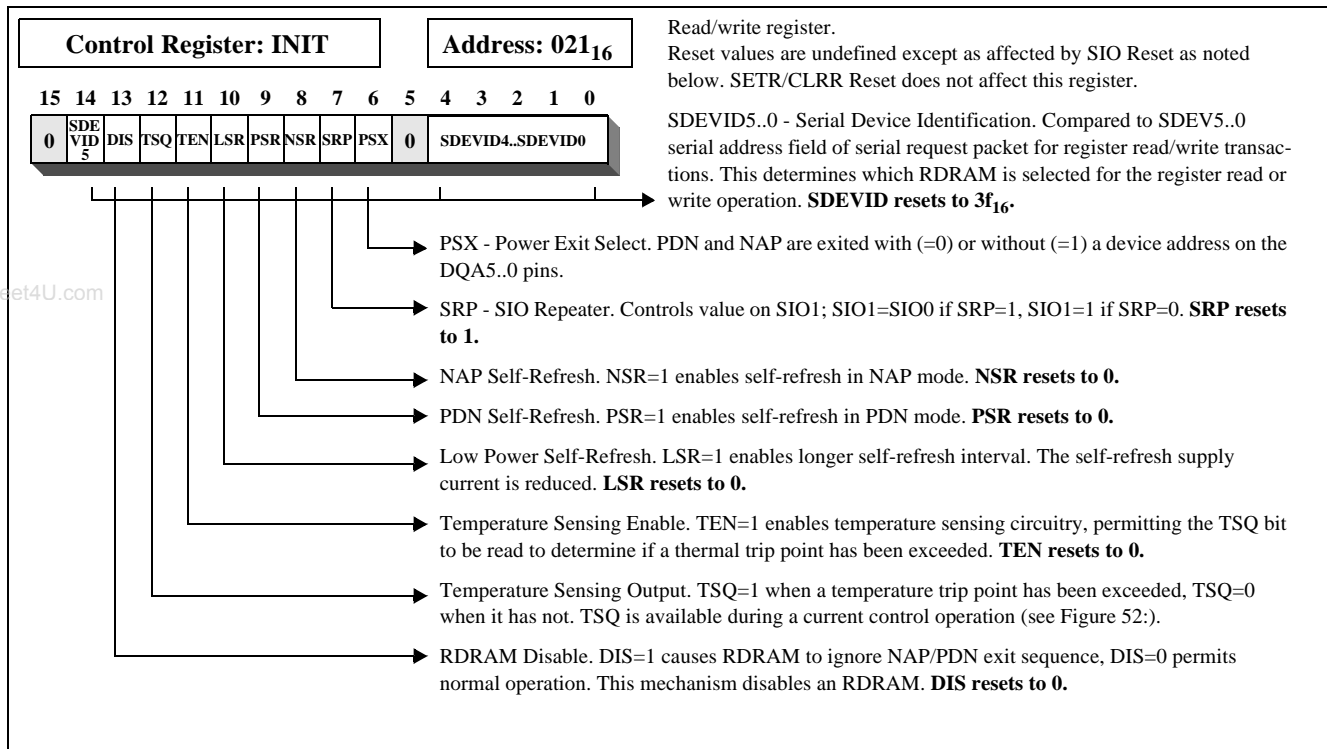 Control Register: INIT
Address: 021₁₆
Read/write register.
Reset values are undefined except as affected by SIO Reset as noted
below. SETR/CLRR Reset does not affect this register.
15 14 13 12 11 10 9 8 7 6 5 4 3 2 1 0
0 SDE VID 5 DIS TSQ TEN LSR PSR NSR SRP PSX 0 SDEVID4..SDEVID0
SDEVID5..0 - Serial Device Identification. Compared to SDEV5..0
serial address field of serial request packet for register read/write transac-
tions. This determines which RDRAM is selected for the register read or
write operation. SDEVID resets to 3f₁₆.
PSX - Power Exit Select. PDN and NAP are exited with (=0) or without (=1) a device address on the
DQA5..0 pins.
eet4U.com
SRP - SIO Repeater. Controls value on SIO1; SIO1=SIO0 if SRP=1, SIO1=1 if SRP=0. SRP resets
to 1.
NAP Self-Refresh. NSR=1 enables self-refresh in NAP mode. NSR resets to 0.
PDN Self-Refresh. PSR=1 enables self-refresh in PDN mode. PSR resets to 0.
Low Power Self-Refresh. LSR=1 enables longer self-refresh interval. The self-refresh supply
current is reduced. LSR resets to 0.
Temperature Sensing Enable. TEN=1 enables temperature sensing circuitry, permitting the TSQ bit
to be read to determine if a thermal trip point has been exceeded. TEN resets to 0.
Temperature Sensing Output. TSQ=1 when a temperature trip point has been exceeded, TSQ=0
when it has not. TSQ is available during a current control operation (see Figure 52:).
RDRAM Disable. DIS=1 causes RDRAM to ignore NAP/PDN exit sequence, DIS=0 permits
normal operation. This mechanism disables an RDRAM. DIS resets to 0.